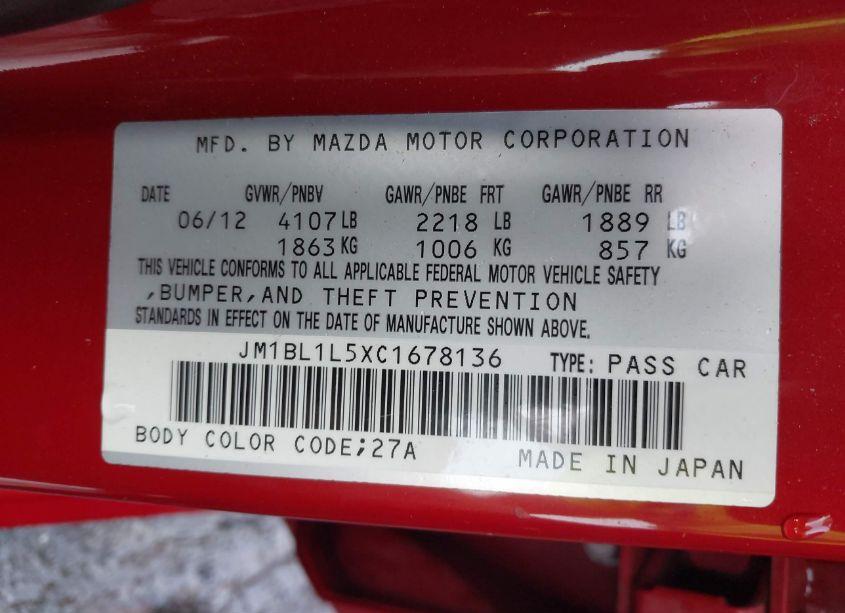 MFD. BY MAZDA MOTOR CORPORATION
DATE GVWR/PNBV GAWR/PNBE FRT GAWR/PNBE RR
06/12 4107 LB 2218 LB 1889 LB
1863 KG 1006 KG 857 KG
THIS VEHICLE CONFORMS TO ALL APPLICABLE FEDERAL MOTOR VEHICLE SAFETY
,BUMPER,AND THEFT PREVENTION
STANDARDS IN EFFECT ON THE DATE OF MANUFACTURE SHOWN ABOVE.
JM1BL1L5XC1678136 TYPE: PASS CAR
BODY COLOR CODE;27A MADE IN JAPAN